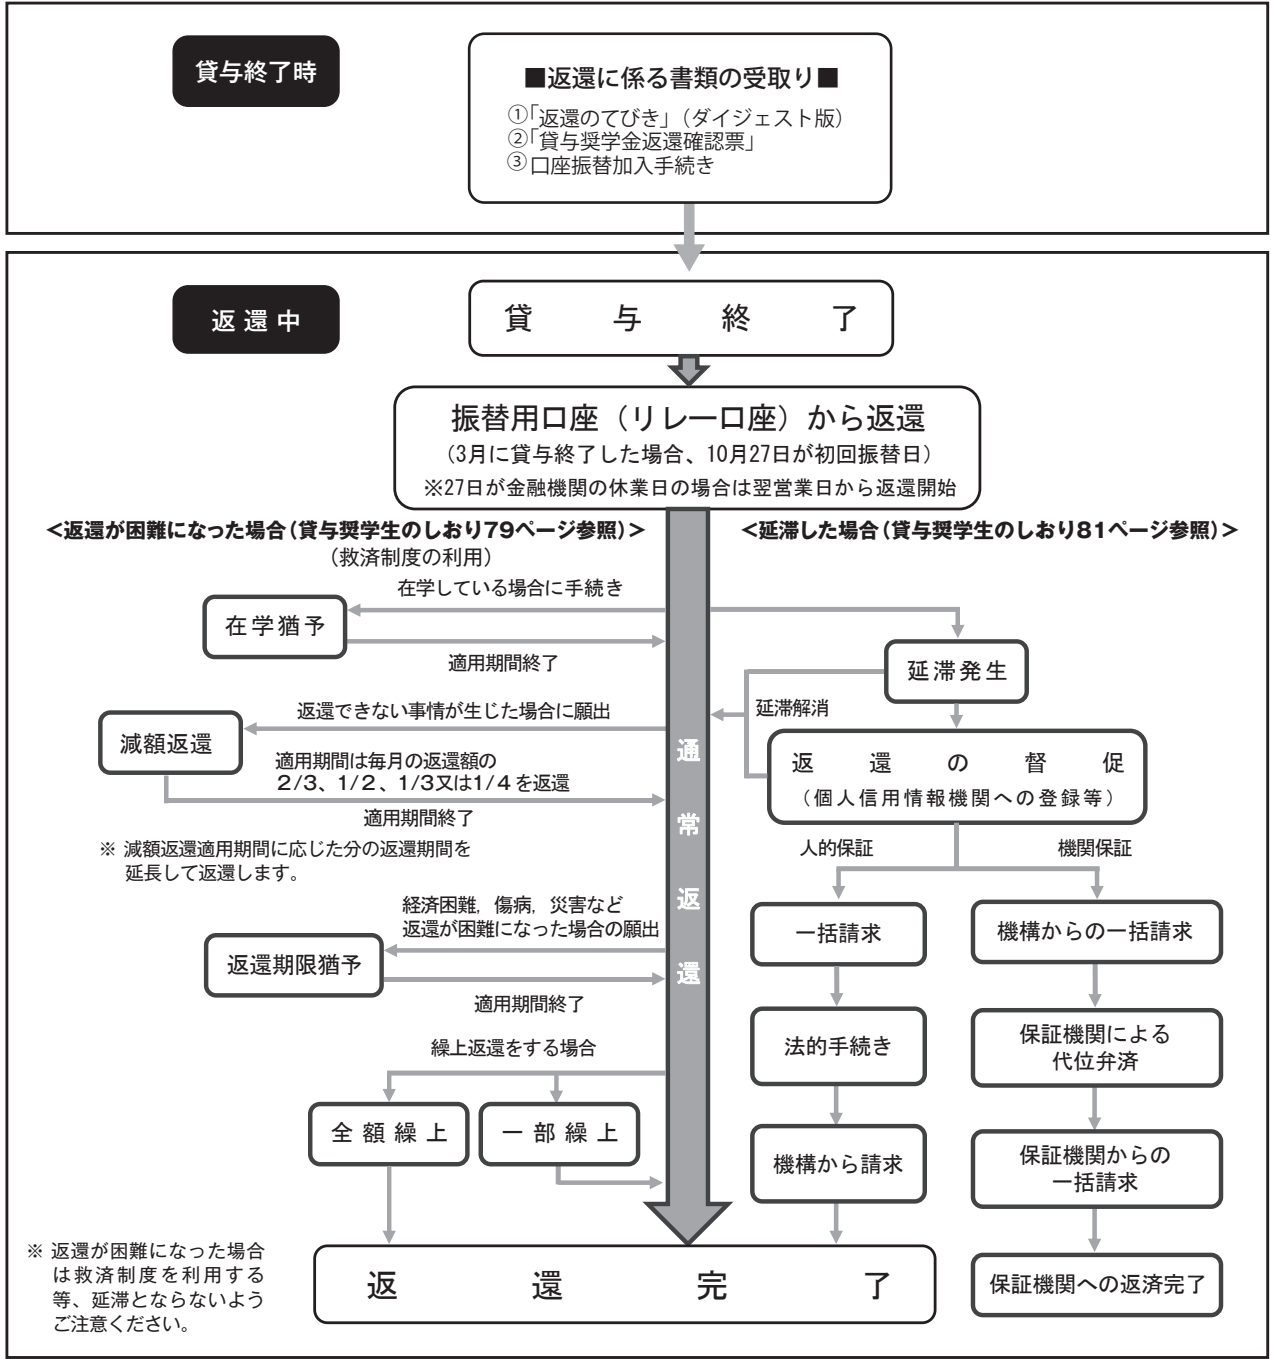 貸与終了時
■返還に係る書類の受取り■
①「返還のてびき」（ダイジェスト版）
②「貸与奨学金返還確認票」
③口座振替加入手続き
返還中
貸与終了
振替用口座（リレー口座）から返還
（3月に貸与終了した場合、10月27日が初回振替日）
※27日が金融機関の休業日の場合は翌営業日から返還開始
＜返還が困難になった場合（貸与奨学生のしおり79ページ参照）＞
（救済制度の利用）
在学している場合に手続き
在学猶予
適用期間終了
返還できない事情が生じた場合に願出
減額返還
適用期間は毎月の返還額の
2/3、1/2、1/3又は1/4を返還
適用期間終了
※ 減額返還適用期間に応じた分の返還期間を
延長して返還します。
経済困難，傷病，災害など
返還が困難になった場合の願出
返還期限猶予
適用期間終了
繰上返還をする場合
全額繰上
一部繰上
通常返還
＜延滞した場合（貸与奨学生のしおり81ページ参照）＞
延滞発生
延滞解消
返還の督促
（個人信用情報機関への登録等）
人的保証
機関保証
一括請求
機構からの一括請求
法的手続き
保証機関による
代位弁済
機構から請求
保証機関からの
一括請求
保証機関への返済完了
返還完了
※ 返還が困難になった場合
は救済制度を利用する
等、延滞とならないよう
ご注意ください。